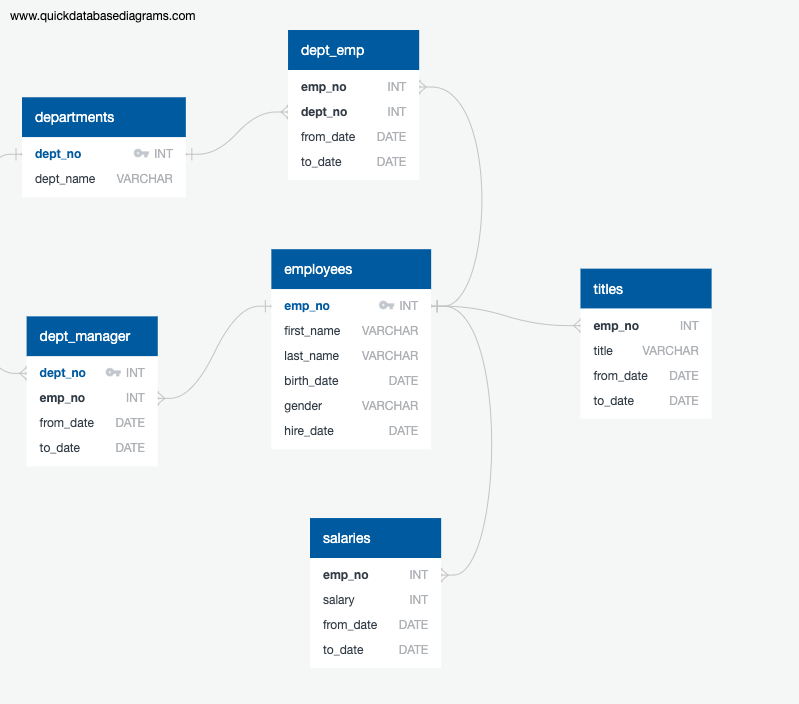 www.quickdatabasediagrams.com
dept_emp
emp_no INT
dept_no INT
from_date DATE
to_date DATE
departments
dept_no INT
dept_name VARCHAR
employees
emp_no INT
first_name VARCHAR
last_name VARCHAR
birth_date DATE
gender VARCHAR
hire_date DATE
titles
emp_no INT
title VARCHAR
from_date DATE
to_date DATE
dept_manager
dept_no INT
emp_no INT
from_date DATE
to_date DATE
salaries
emp_no INT
salary INT
from_date DATE
to_date DATE